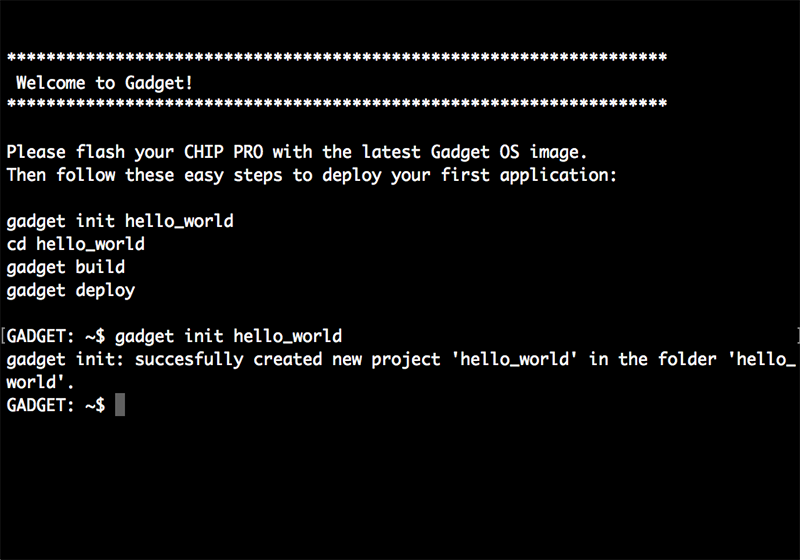 *******************************************************************
Welcome to Gadget!
*******************************************************************
Please flash your CHIP PRO with the latest Gadget OS image.
Then follow these easy steps to deploy your first application:
gadget init hello_world
cd hello_world
gadget build
gadget deploy
[GADGET: ~$ gadget init hello_world ]
gadget init: succesfully created new project 'hello_world' in the folder 'hello_
world'.
GADGET: ~$